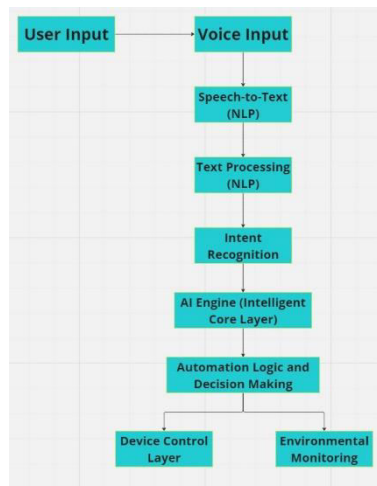 User Input
Voice Input
Speech-to-Text
(NLP)
Text Processing
(NLP)
Intent
Recognition
AI Engine (Intelligent
Core Layer)
Automation Logic and
Decision Making
Device Control
Layer
Environmental
Monitoring